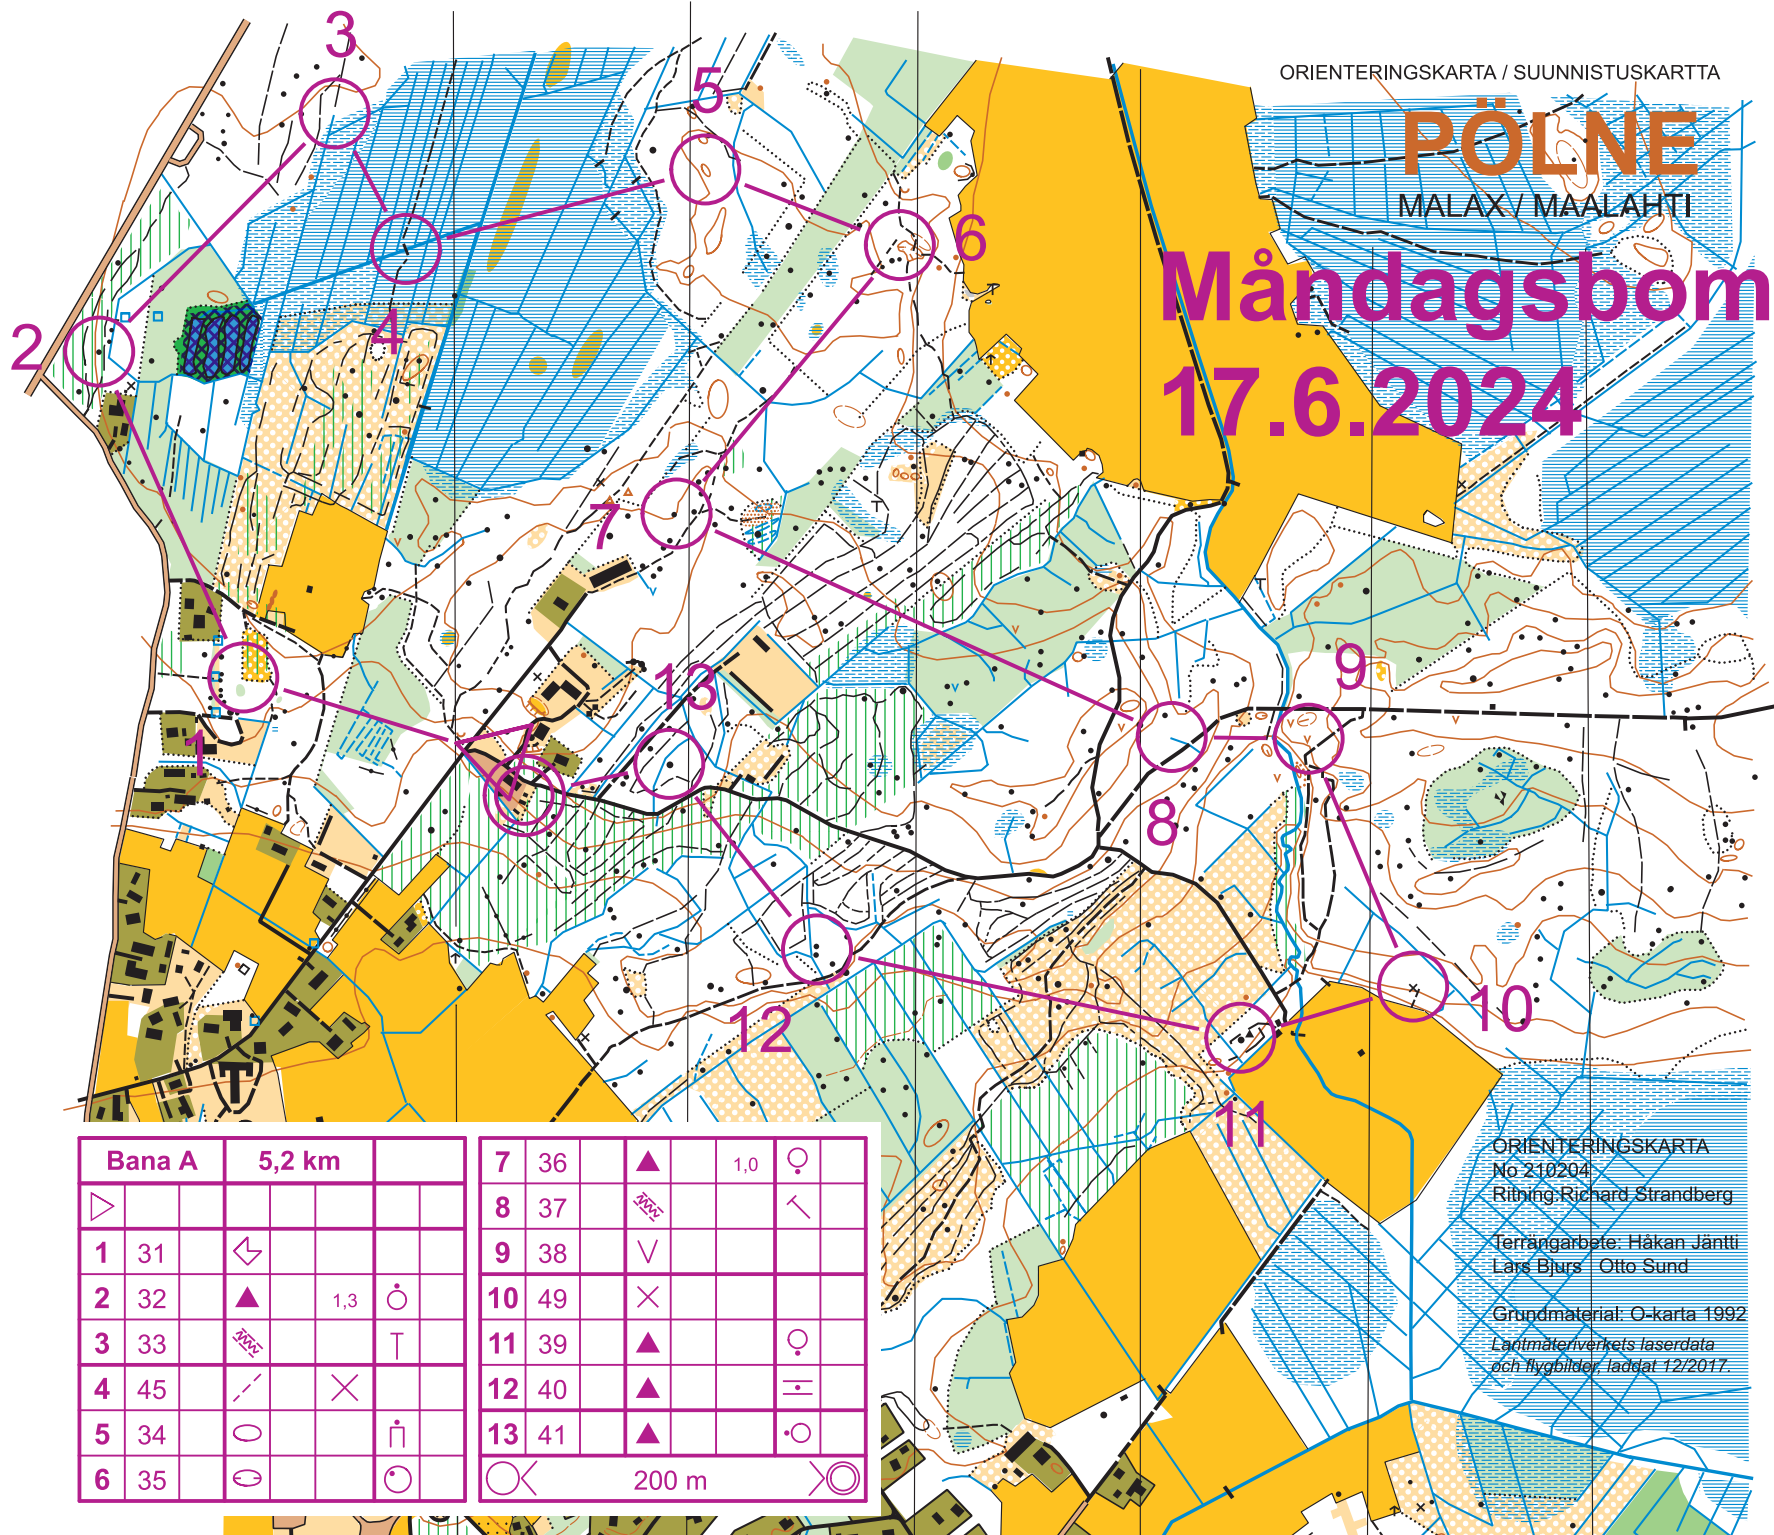 ORIENTERINGSKARTA / SUUNNISTUSKARTTA
PÖLNE
MALAX / MAALAHTI
Måndagsbom
17.6.2024
3
5
6
4
2
7
13
9
1
8
10
12
11
Bana A 5,2 km
1 31
2 32 1,3
3 33
4 45
5 34
6 35
7 36 1,0
8 37
9 38
10 49
11 39
12 40
13 41
200 m
ORIENTERINGSKARTA
No 210204
Ritning:Richard Strandberg
Terrängarbete: Håkan Jäntti
Lars Bjurs Otto Sund
Grundmaterial: O-karta 1992
Lantmäteriverkets laserdata
och flygbilder, laddat 12/2017.